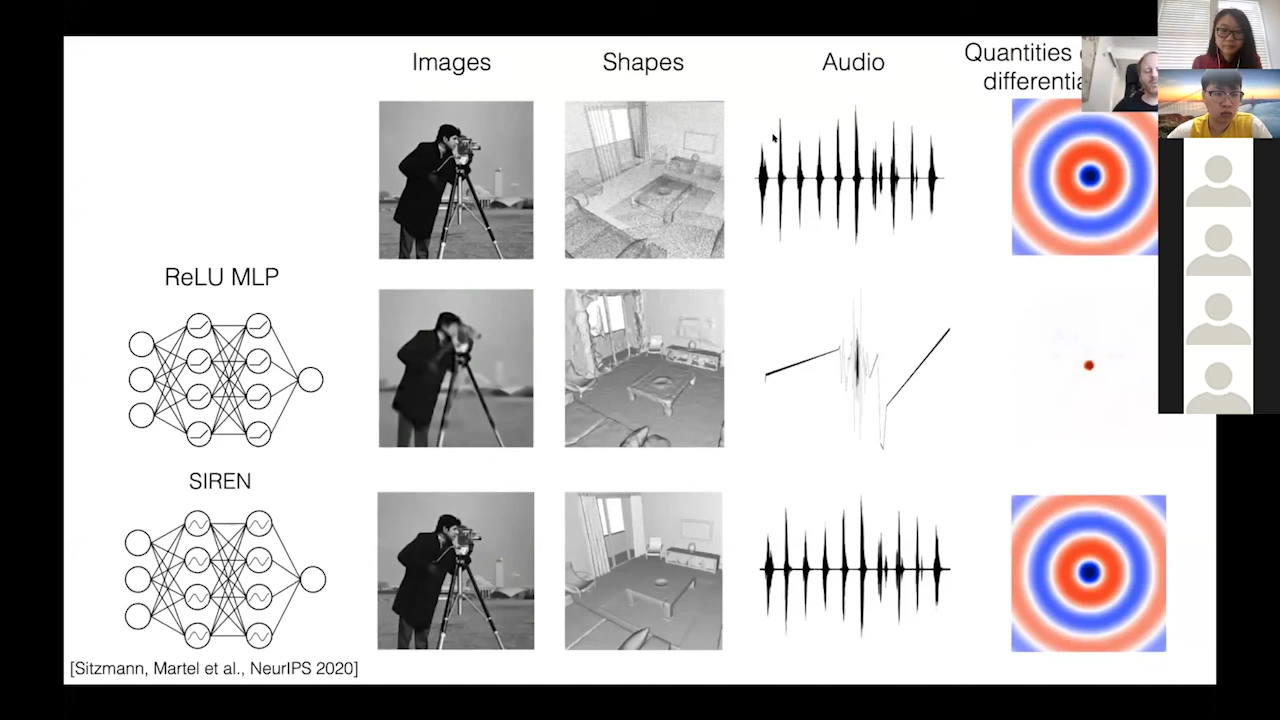 Images
Shapes
Audio
Quantities
differentia
ReLU MLP
SIREN
[Sitzmann, Martel et al., NeurIPS 2020]